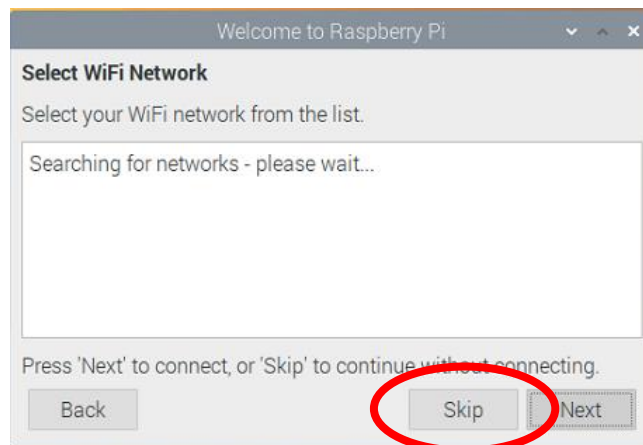 Welcome to Raspberry Pi
Select WiFi Network
Select your WiFi network from the list.
Searching for networks - please wait...
Press 'Next' to connect, or 'Skip' to continue without connecting.
Back Skip Next